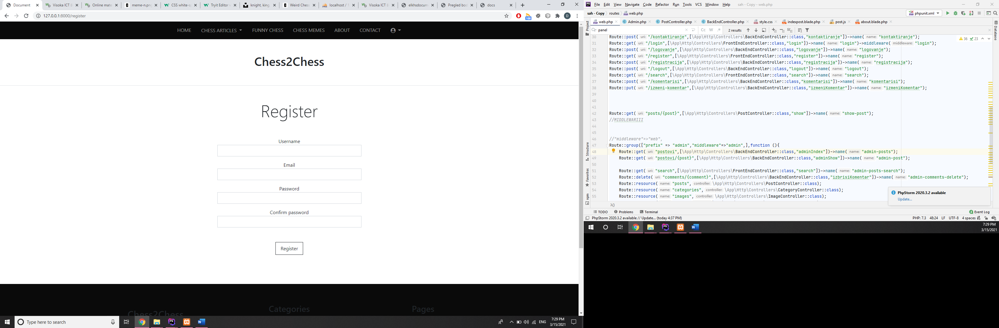 Document
Visoka ICT š
Online mate
meme-n.png
CSS white-s
Tryit Editor v
knight, king,
Weird Chess
localhost / 1
Visoka ICT š
elkhsdocum
Pregled bod
docs
127.0.0.1:8000/register
100
D
HOME CHESS ARTICLES FUNNY CHESS CHESS MEMES ABOUT CONTACT
Chess2Chess
Register
Username
Email
Password
Confirm password
Register
Chess2Chess
Categories
Pages
Type here to search
ENG
7:29 PM
3/15/2021
PS File Edit View Navigate Code Refactor Run Tools VCS Window Help sah - Copy - web.php
sah - Copy routes web.php
phpunit.xml
web.php Admin.php PostController.php BackEndController.php style.css indexpost.blade.php post.js about.blade.php
panel
Cc W .*
2 results
36 23
Project
Structure
Favorites
npm
Database
30 Route::post( uri: "/kontaktiranje",[\App\Http\Controllers\BackEndController::class,"kontaktiranje"])->name( name: "kontaktiranje");
31 Route::get( uri: "/login",[\App\Http\Controllers\FrontEndController::class,"login"])->name( name: "login")->middleware( middleware: "login");
32 Route::post( uri: "/logovanje",[\App\Http\Controllers\BackEndController::class,"logovanje"])->name( name: "logovanje");
33 Route::get( uri: "/register",[\App\Http\Controllers\FrontEndController::class,"register"])->name( name: "register");
34 Route::post( uri: "/registracija",[\App\Http\Controllers\BackEndController::class,"registracija"])->name( name: "registracija");
35 Route::post( uri: "/logout",[\App\Http\Controllers\BackEndController::class,"logout"])->name( name: "logout");
36 Route::get( uri: "/search",[\App\Http\Controllers\FrontEndController::class,"search"])->name( name: "search");
37 Route::post( uri: "/komentarisi",[\App\Http\Controllers\BackEndController::class,"komentarisi"])->name( name: "komentarisi");
38 Route::put( uri: "/izmeni-komentar",[\App\Http\Controllers\BackEndController::class,"izmeniKomentar"])->name( name: "izmeniKomentar");
39
40
41
42 Route::get( uri: "posts/{post}",[\App\Http\Controllers\PostController::class,"show"])->name( name: "show-post");
43 //MIDDLEWARIII
44
45
46 //"middleware"=>"web",
47 Route::group(["prefix" => "admin","middleware"=>"admin",],function (){
48 Route::get( uri: "postovi",[\App\Http\Controllers\BackEndController::class,"adminIndex"])->name( name: "admin-posts");
49 Route::get( uri: "postovi/{post}",[\App\Http\Controllers\BackEndController::class,"adminShow"])->name( name: "admin-post");
50
51 Route::get( uri: "search",[\App\Http\Controllers\FrontEndController::class,"search"])->name( name: "admin-posts-search");
52 Route::delete( uri: "comments/{comment}",[\App\Http\Controllers\BackEndController::class,"izbrisiKomentar"])->name( name: "admin-comments-delete");
53 Route::resource( name: "posts", controller: \App\Http\Controllers\PostController::class);
54 Route::resource( name: "categories", controller: \App\Http\Controllers\CategoryController::class);
55 Route::resource( name: "images", controller: \App\Http\Controllers\ImageController::class);
λ()
PhpStorm 2020.3.2 available
Update...
TODO Problems Terminal
4 Event Log
PhpStorm 2020.3.2 available // Update... (today 4:37 PM)
PHP: 7.3 48:24 LF UTF-8 4 spaces
7:29 PM
3/15/2021